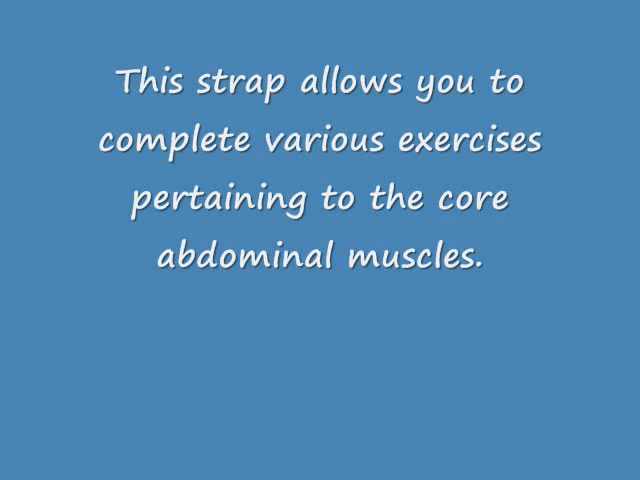 This strap allows you to
complete various exercises
pertaining to the core
abdominal muscles.